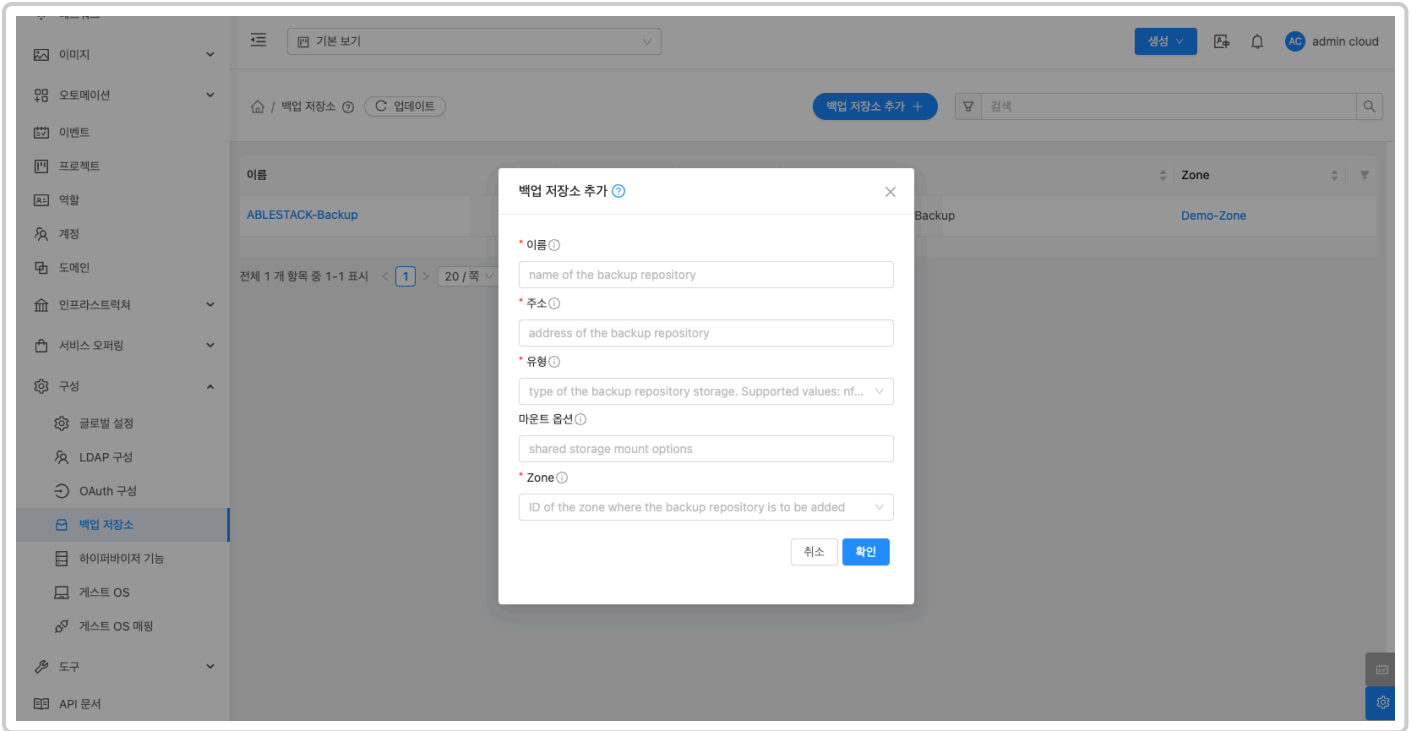 이미지
오토메이션
이벤트
프로젝트
역할
계정
도메인
인프라스트럭쳐
서비스 오퍼링
구성
글로벌 설정
LDAP 구성
OAuth 구성
백업 저장소
하이퍼바이저 기능
게스트 OS
게스트 OS 매핑
도구
API 문서
기본 보기
생성
AC admin cloud
/ 백업 저장소
업데이트
백업 저장소 추가 +
검색
이름
Zone
ABLESTACK-Backup
Backup
Demo-Zone
전체 1 개 항목 중 1-1 표시 < 1 > 20 / 쪽
백업 저장소 추가
* 이름
name of the backup repository
* 주소
address of the backup repository
* 유형
type of the backup repository storage. Supported values: nf...
마운트 옵션
shared storage mount options
* Zone
ID of the zone where the backup repository is to be added
취소
확인